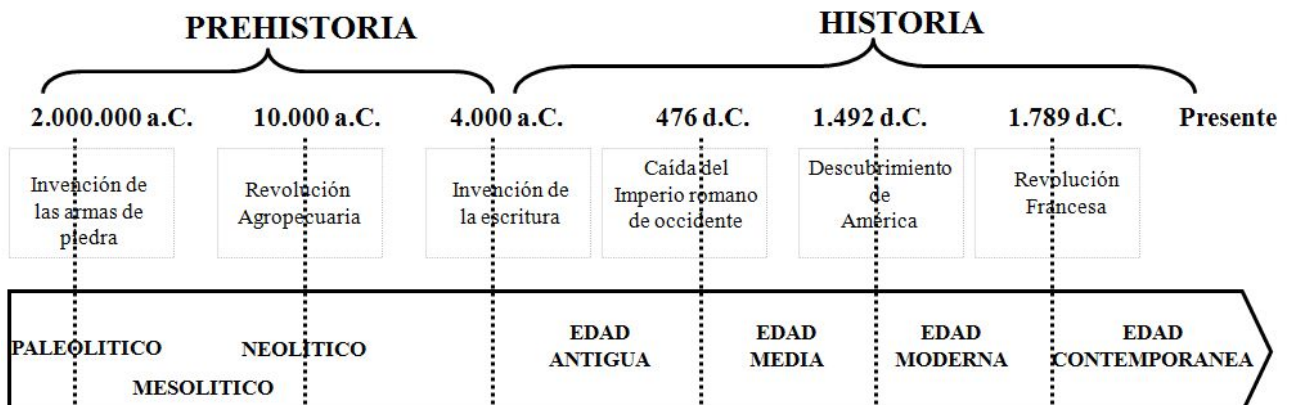 PREHISTORIA
HISTORIA
2.000.000 a.C.
10.000 a.C.
4.000 a.C.
476 d.C.
1.492 d.C.
1.789 d.C.
Presente
Invención de
las armas de
piedra
Revolución
Agropecuaria
Invención de
la escritura
Caída del
Imperio romano
de occidente
Descubrimiento
de
América
Revolución
Francesa
PALEOLITICO
MESOLITICO
NEOLITICO
EDAD
ANTIGUA
EDAD
MEDIA
EDAD
MODERNA
EDAD
CONTEMPORANEA